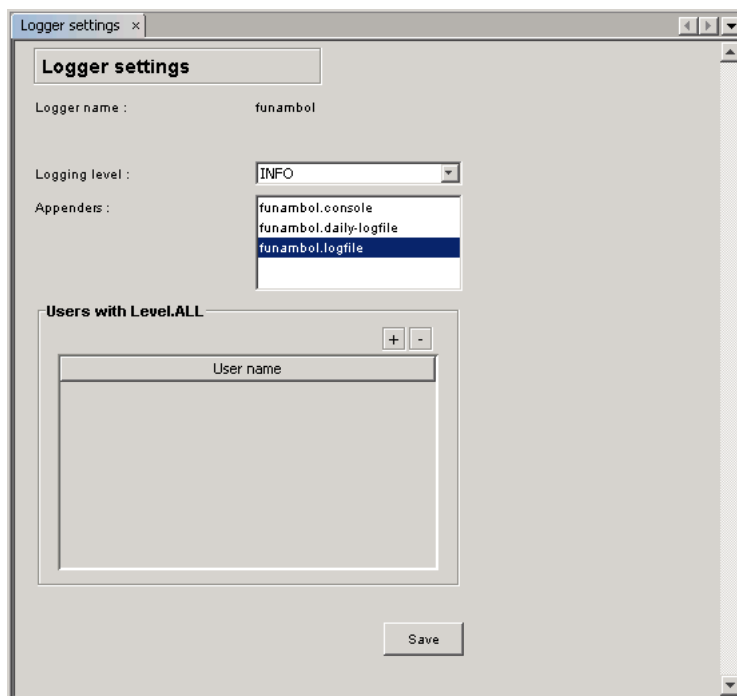 Logger settings
Logger settings
Logger name : funambol
Logging level : INFO
Appenders : funambol.console
funambol.daily-logfile
funambol.logfile
Users with Level.ALL
+ -
User name
Save